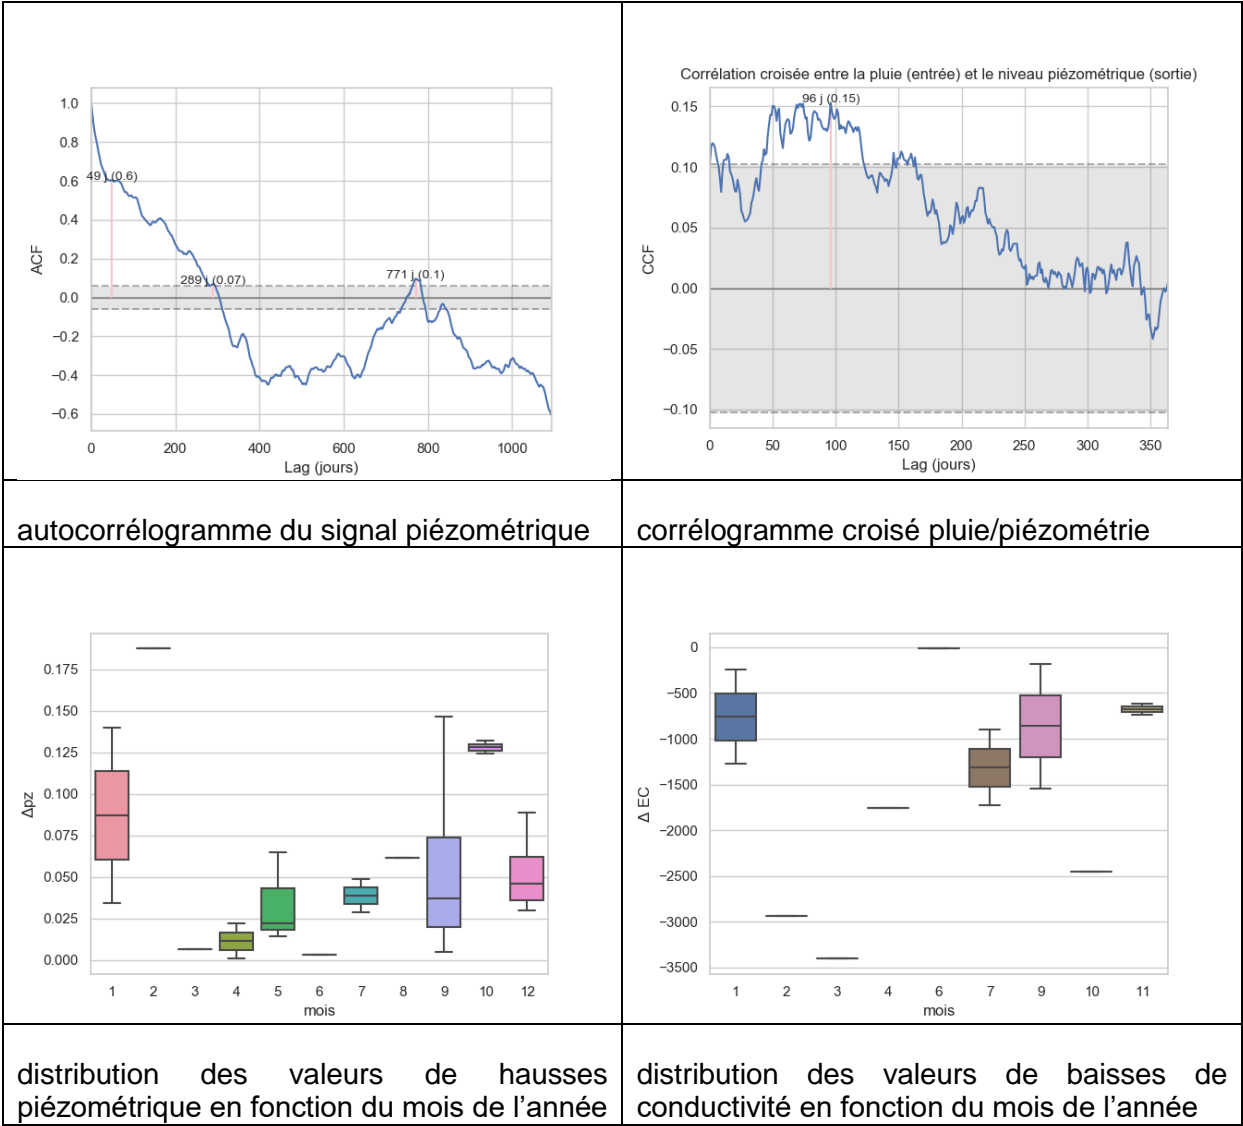 1.0
0.8
0.6
0.4
0.2
0.0
−0.2
−0.4
−0.6
ACF
49 j (0.6)
289 j (0.07)
771 j (0.1)
0 200 400 600 800 1000
Lag (jours)
Corrélation croisée entre la pluie (entrée) et le niveau piézométrique (sortie)
96 j (0.15)
0.15
0.10
0.05
0.00
−0.05
−0.10
CCF
0 50 100 150 200 250 300 350
Lag (jours)
autocorrélogramme du signal piézométrique
corrélogramme croisé pluie/piézométrie
0.175
0.150
0.125
0.100
0.075
0.050
0.025
0.000
Δpz
1 2 3 4 5 6 7 8 9 10 12
mois
0
−500
−1000
−1500
−2000
−2500
−3000
−3500
Δ EC
1 2 3 4 6 7 9 10 11
mois
distribution des valeurs de hausses
piézométrique en fonction du mois de l’année
distribution des valeurs de baisses de
conductivité en fonction du mois de l’année